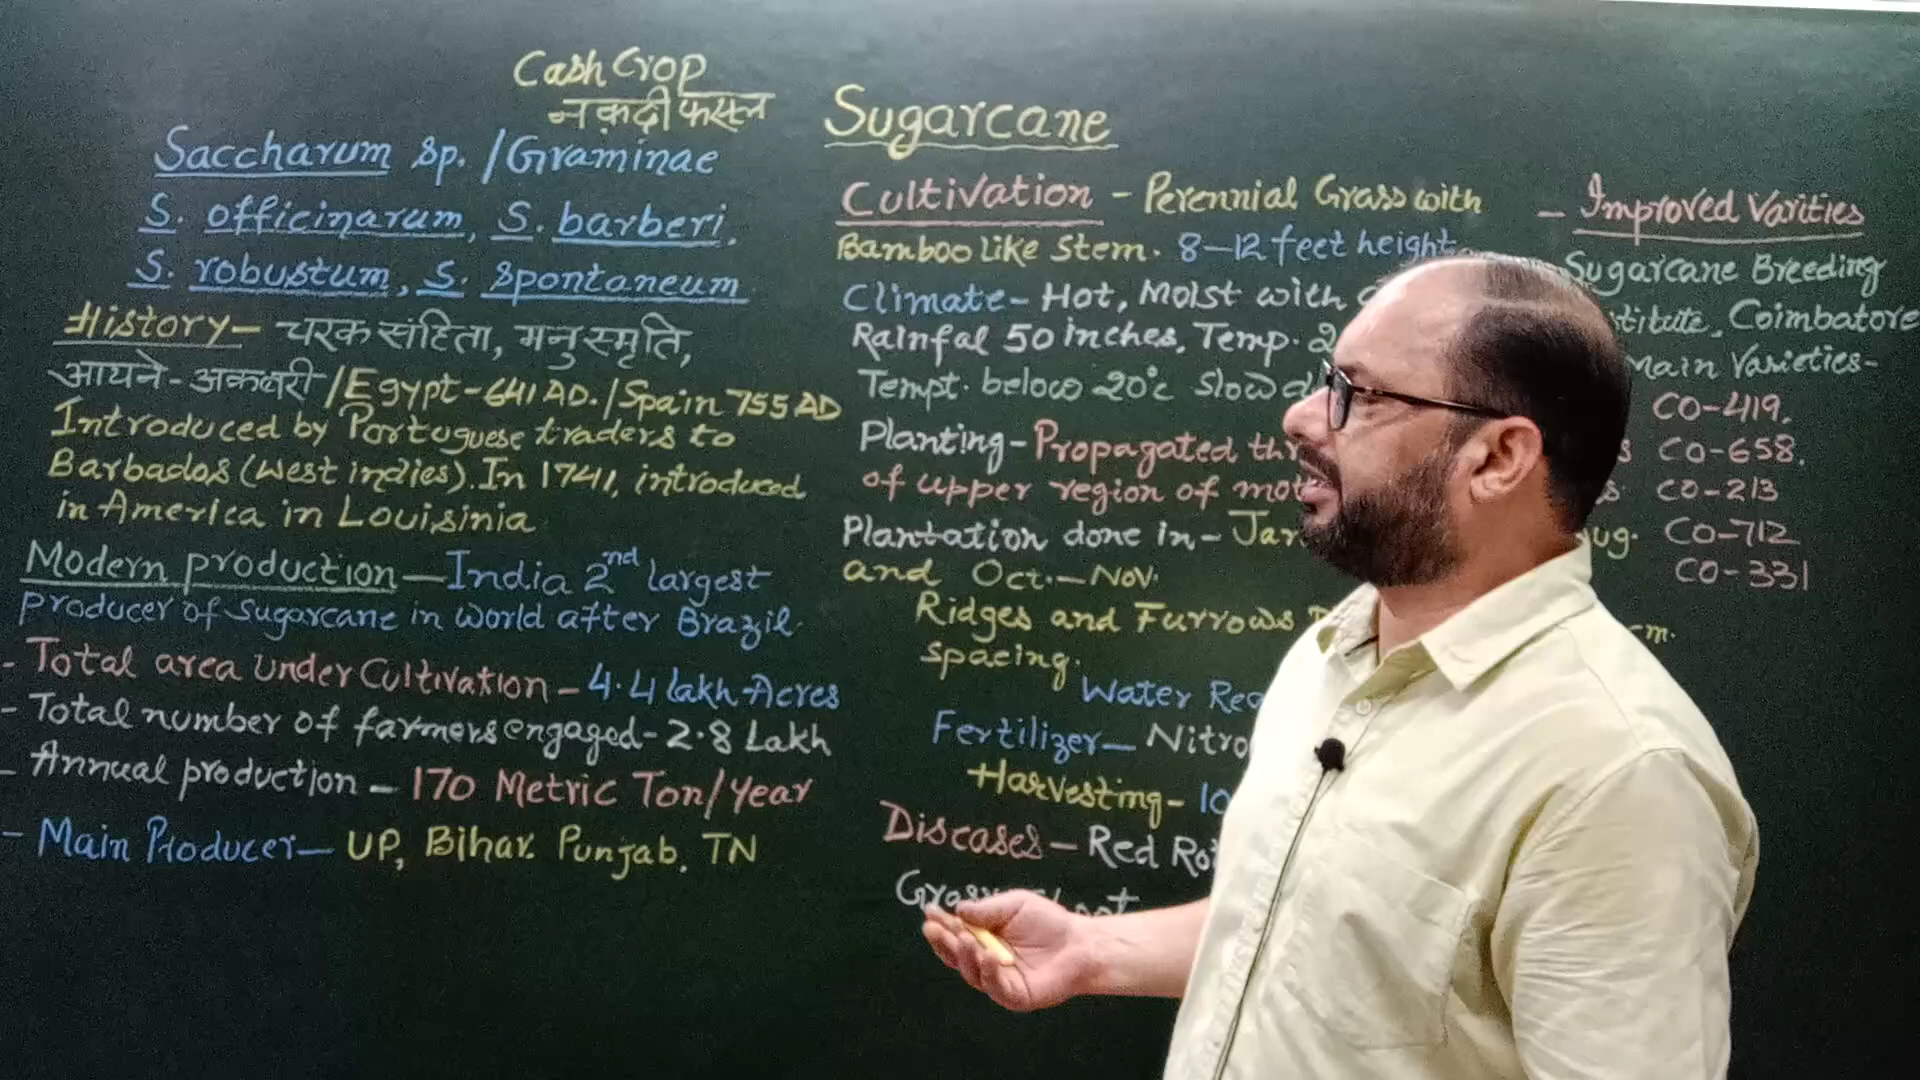 Cash Crop
नक़दी फसल
Sugarcane
Saccharum sp. / Graminae
S. officinarum, S. barberi,
S. robustum, S. spontaneum
History – चरक संहिता, मनुस्मृति,
आयने - अकबरी / Egypt - 641 AD. / Spain 755 AD
Introduced by Portuguese traders to
Barbados (West indies). In 1741, introduced
in America in Louisinia
Modern production — India 2nd largest
producer of Sugarcane in World after Brazil.
- Total area Under Cultivation – 4.4 lakh Acres
- Total number of farmers engaged - 2.8 Lakh
- Annual production – 170 Metric Ton/Year
- Main Producer — UP, Bihar. Punjab, TN
Cultivation - Perennial Grass with
Bamboo like Stem. 8–12 feet height.
Climate - Hot, Moist with
Rainfal 50 inches, Temp.
Tempt. below 20°c Slow
Planting - Propagated
of upper region of
Plantation done in -
and Oct. — Nov.
Ridges and Furrows
spacing.
Water
Fertilizer —
Harvesting -
Diseases — Red
- Improved Varities
Sugarcane Breeding
Coimbatore
Main Varieties -
CO-419,
CO-658,
CO-213
CO-712
CO-331